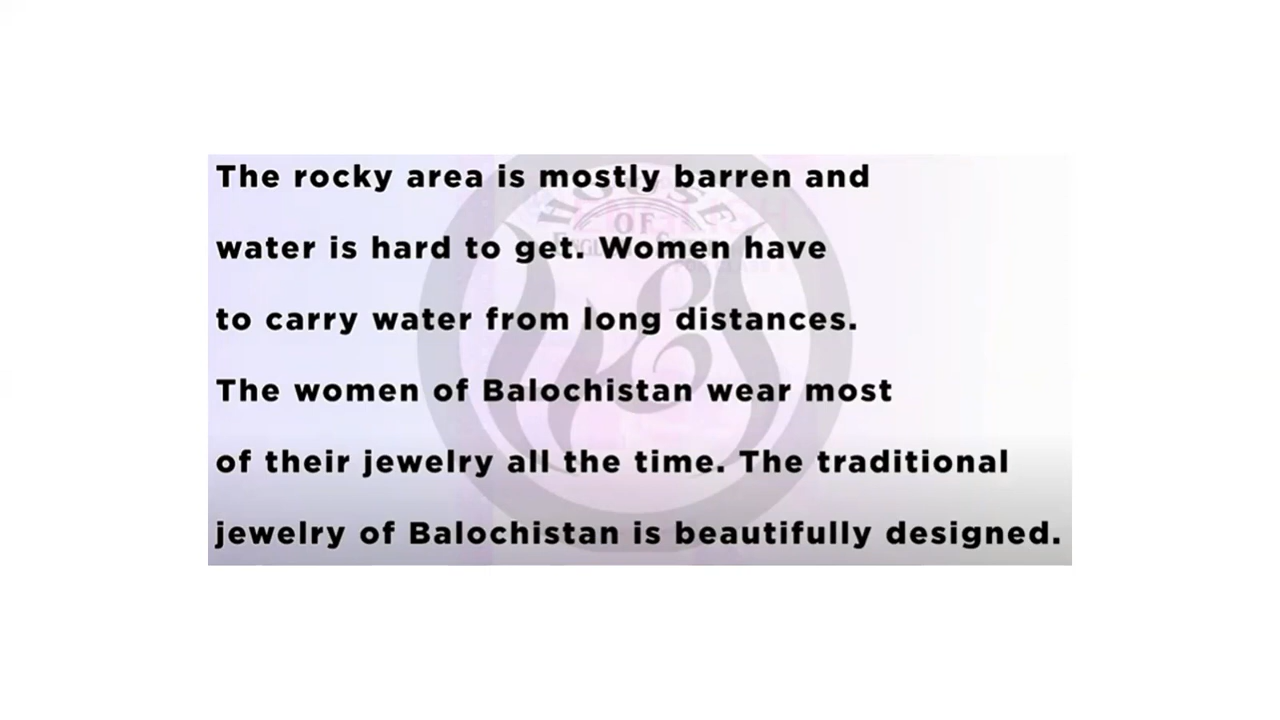 The rocky area is mostly barren and
HOUSE
OF
water is hard to get. Women have
to carry water from long distances.
The women of Balochistan wear most
of their jewelry all the time. The traditional
jewelry of Balochistan is beautifully designed.